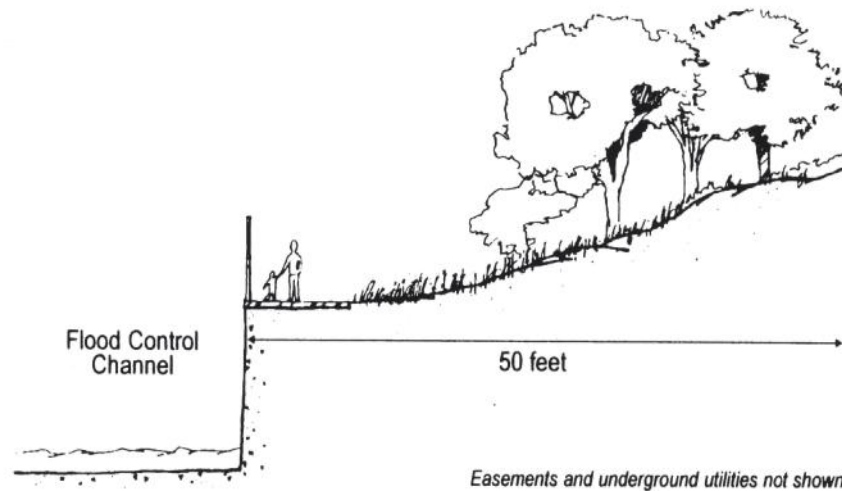 Flood Control
Channel
50 feet
Easements and underground utilities not shown